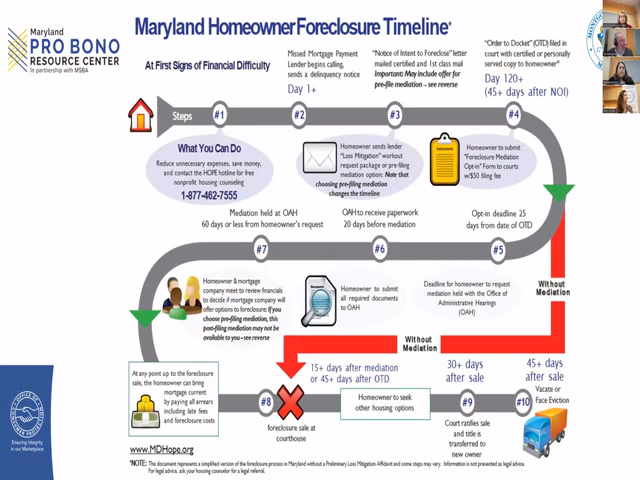 Maryland
PRO BONO
RESOURCE CENTER
In partnership with MSBA
Maryland Homeowner Foreclosure Timeline*
At First Signs of Financial Difficulty
Missed Mortgage Payment
Lender begins calling,
sends a delinquency notice
Day 1+
"Notice of Intent to Foreclose" letter
mailed certified and 1st class mail
Important: May include offer for
pre-file mediation – see reverse
"Order to Docket" (OTD) filed in
court with certified or personally
served copy to homeowner*
Day 120+
(45+ days after NOI)
Steps
#1
#2
#3
#4
What You Can Do
Reduce unnecessary expenses, save money,
and contact the HOPE hotline for free
nonprofit housing counseling
1-877-462-7555
Homeowner sends lender
"Loss Mitigation" workout
request package or pre-filing
mediation option: Note that
choosing pre-filing mediation
changes the timeline
Homeowner to submit
"Foreclosure Mediation
Opt-in" Form to courts
w/$50 filing fee
Mediation held at OAH
60 days or less from homeowner's request
OAH to receive paperwork
20 days before mediation
Opt-in deadline 25
days from date of OTD
#7
#6
#5
Without
Mediation
Homeowner & mortgage
company meet to review financials
to decide if mortgage company will
offer options to foreclosure: if you
choose pre-filing mediation, this
post-filing mediation may not be
available to you – see reverse
Homeowner to submit
all required documents
to OAH
Deadline for homeowner to request
mediation held with the Office of
Administrative Hearings
(OAH)
Without
Mediation
At any point up to the foreclosure
sale, the homeowner can bring
mortgage current
by paying all arrears
including late fees
and foreclosure costs
15+ days after mediation
or 45+ days after OTD
30+ days
after sale
45+ days
after sale
Vacate or
Face Eviction
#8
Homeowner to seek
other housing options
#9
#10
foreclosure sale at
courthouse
Court ratifies sale
and title is
transferred to
new owner
www.MDHope.org
*NOTE: This document represents a simplified version of the foreclosure process in Maryland without a Preliminary Loss Mitigation Affidavit and some steps may vary. Information is not presented as legal advice.
For legal advice, ask your housing counselor for a legal referral.
Ensuring Integrity
in our Marketplace